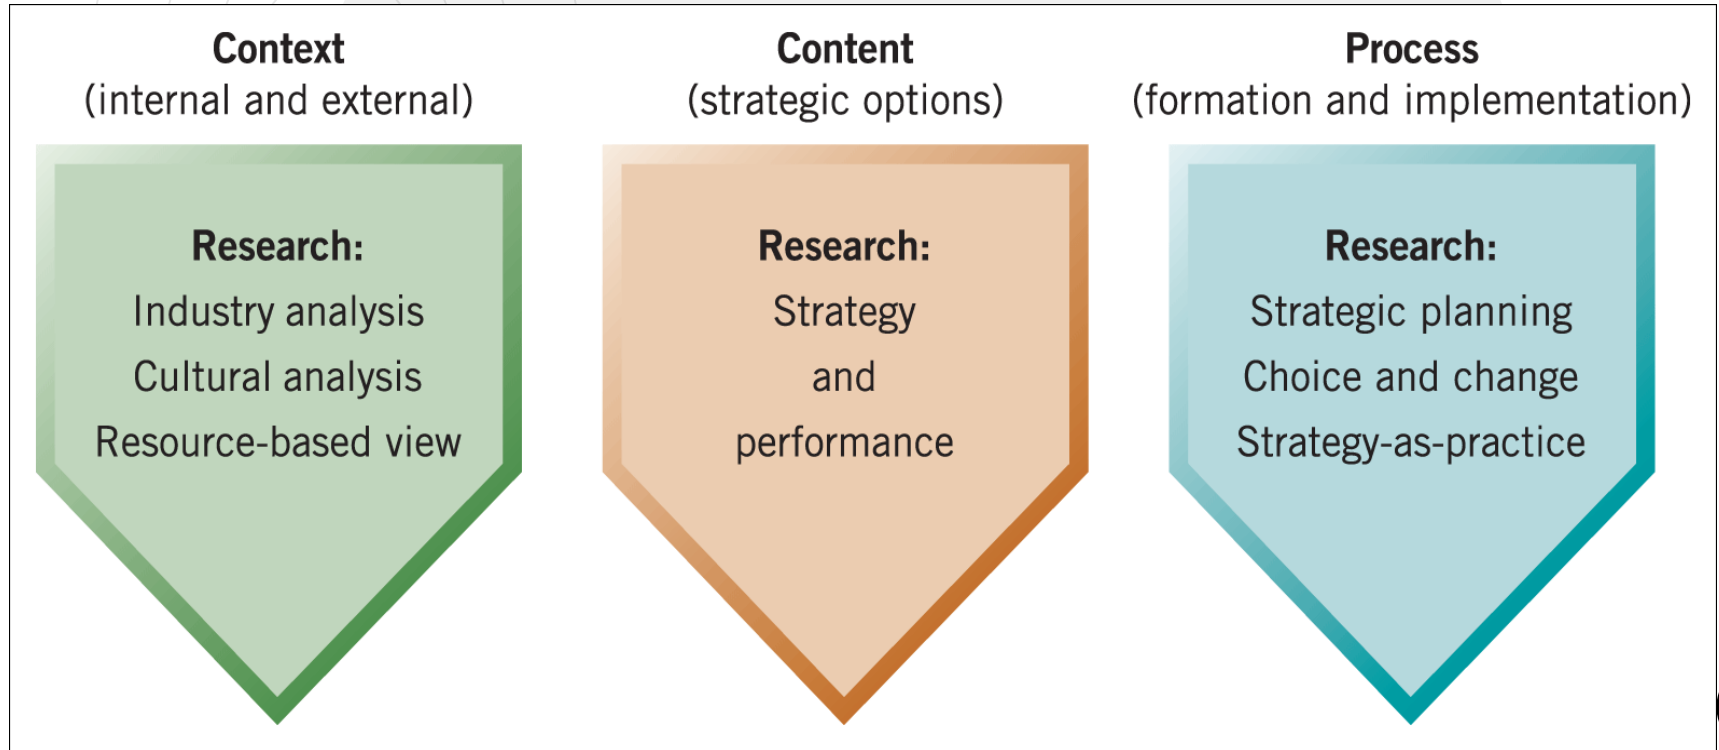 Context
(internal and external)
Research:
Industry analysis
Cultural analysis
Resource-based view
Content
(strategic options)
Research:
Strategy
and
performance
Process
(formation and implementation)
Research:
Strategic planning
Choice and change
Strategy-as-practice